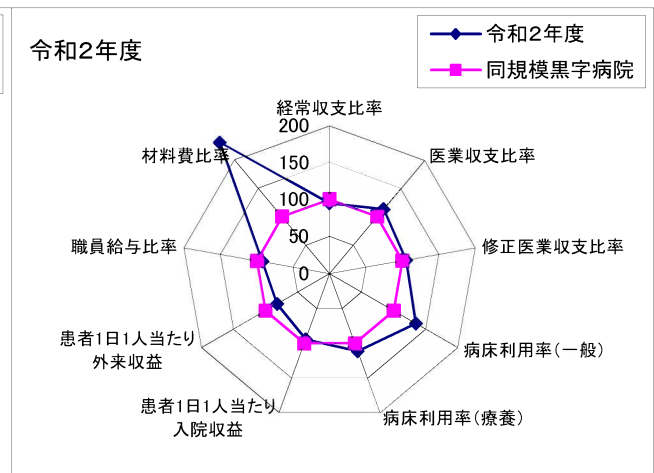 令和2年度
令和2年度
同規模黒字病院
経常収支比率
医業収支比率
修正医業収支比率
病床利用率(一般)
病床利用率(療養)
患者1日1人当たり
入院収益
患者1日1人当たり
外来収益
職員給与比率
材料費比率
200
150
100
50
0